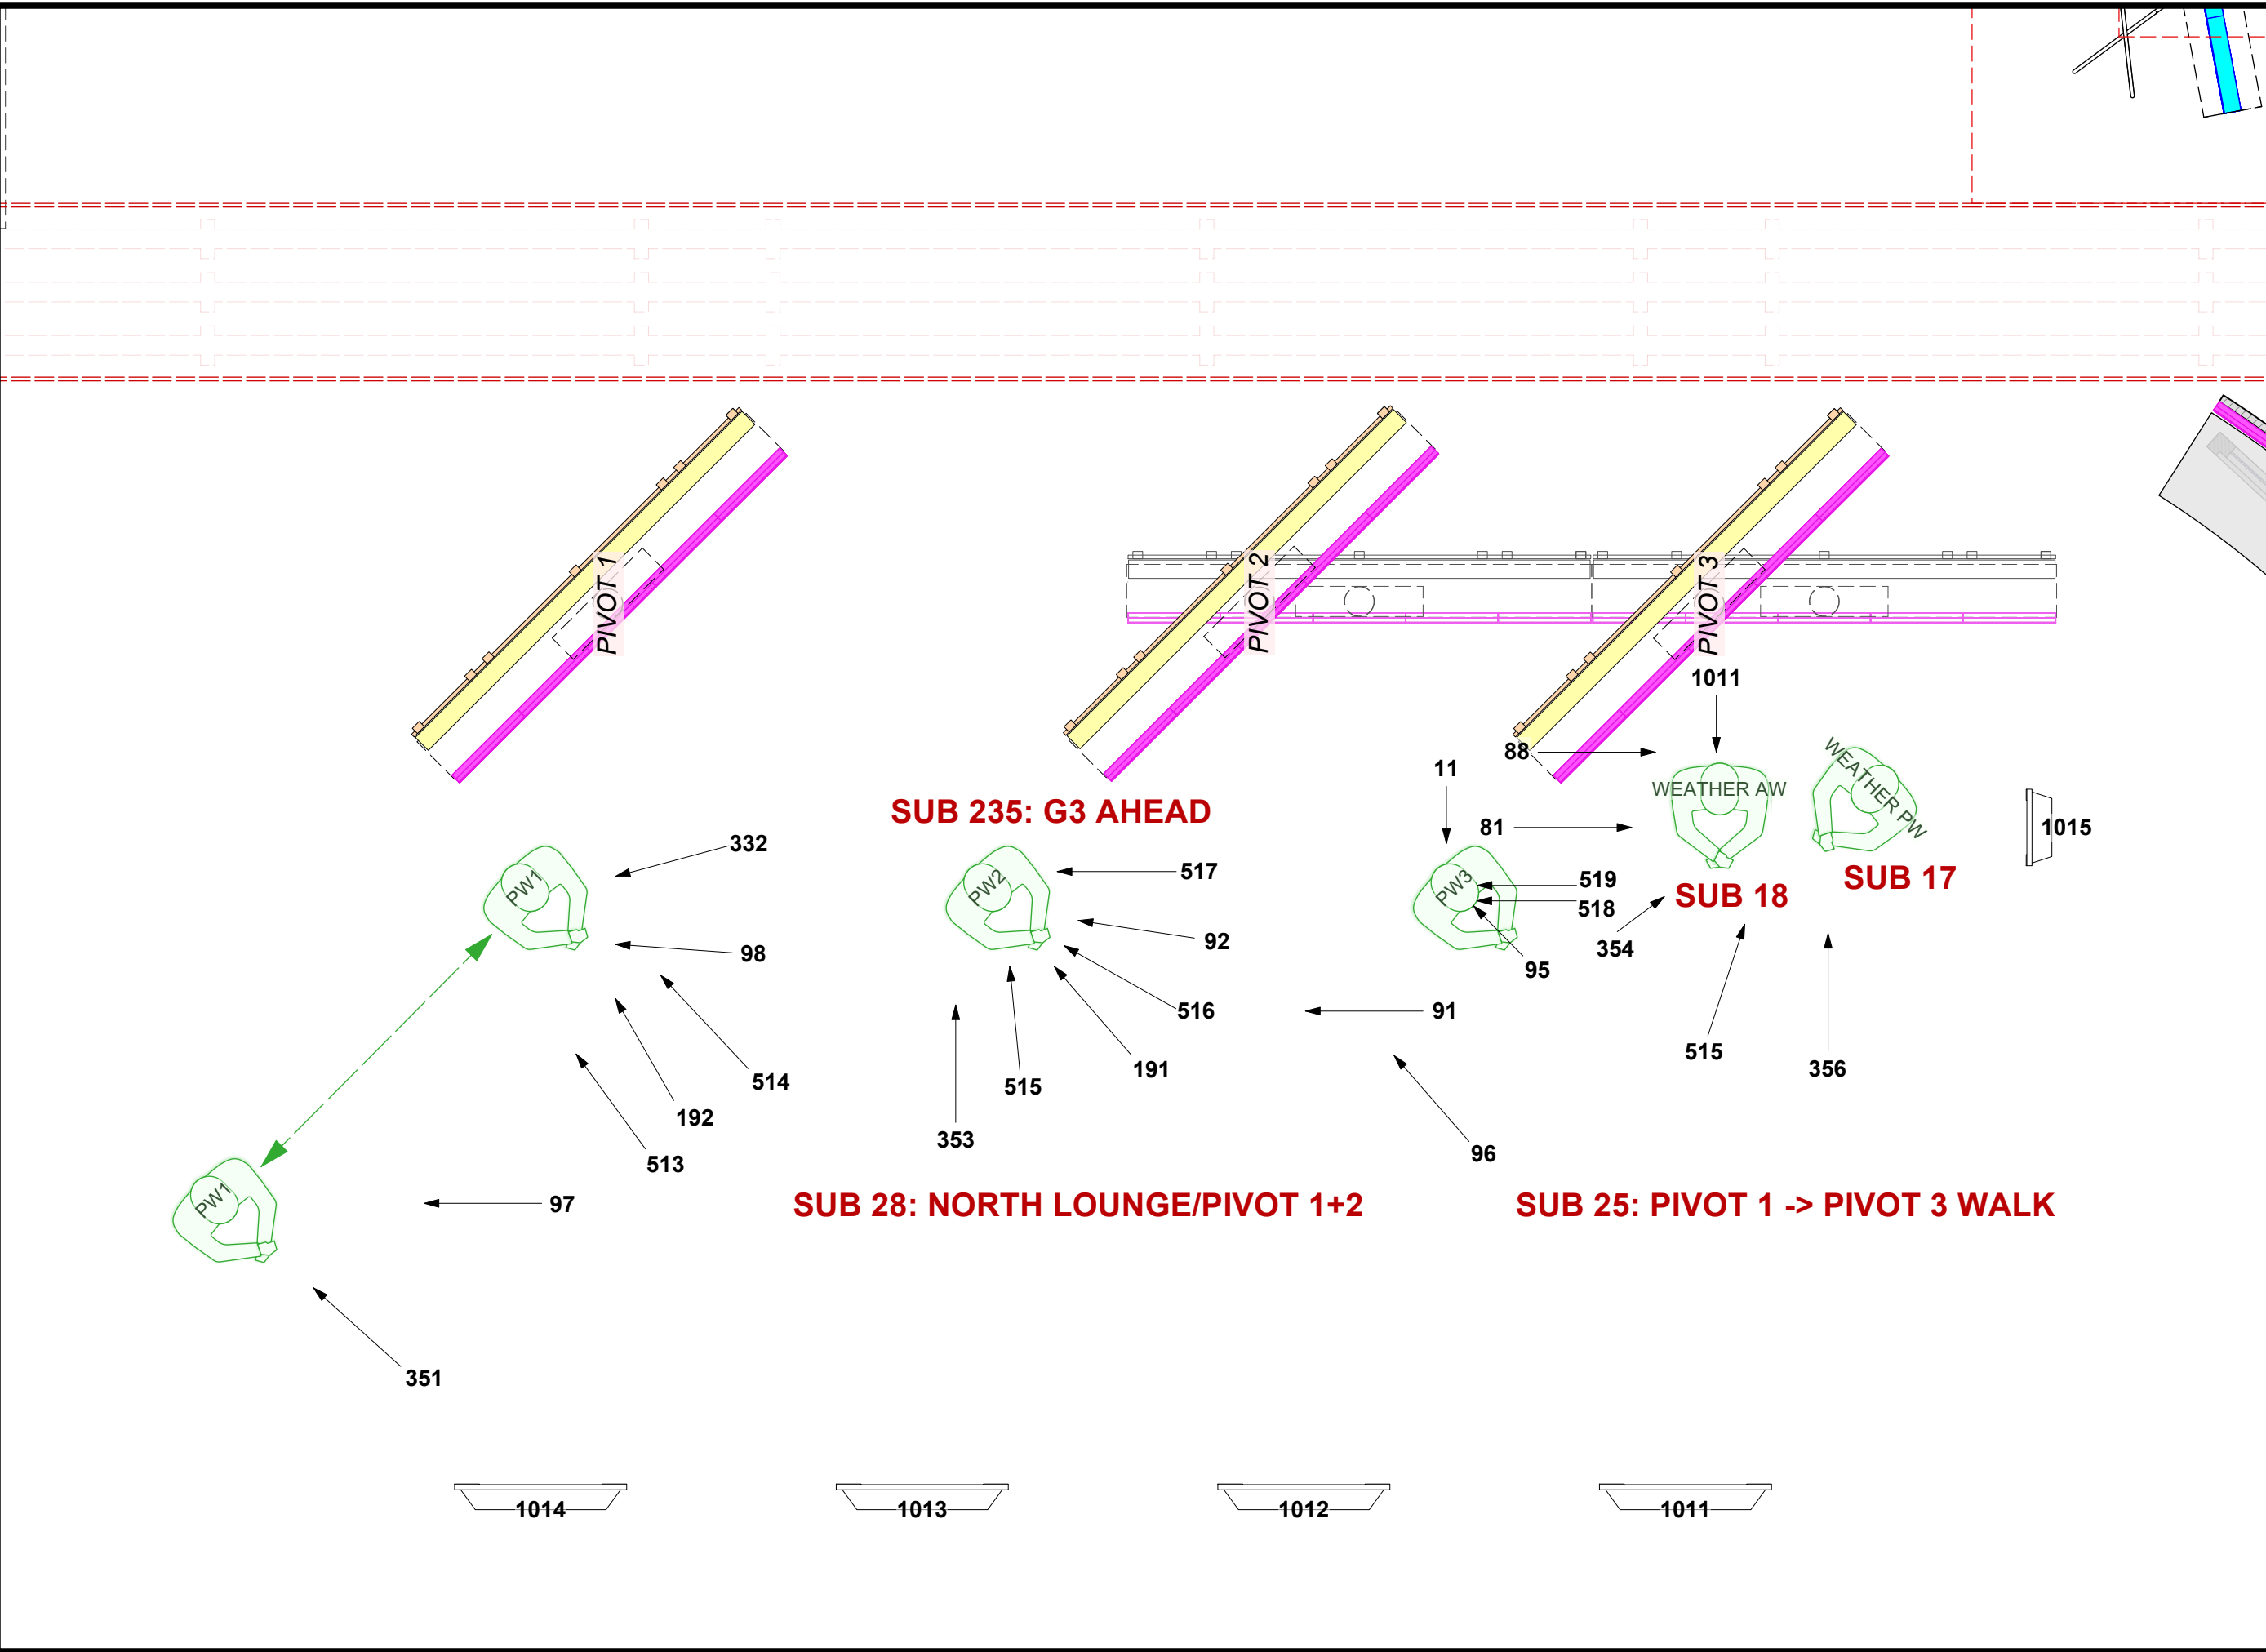 PIVOT 1
PIVOT 2
PIVOT 3
1011
88
11
WEATHER AW
WEATHER PW
SUB 235: G3 AHEAD
81
1015
332
517
519
SUB 18
SUB 17
PW1
PW2
PW3
518
98
92
354
95
516
91
515
514
191
515
356
192
353
96
513
PW1
97
SUB 28: NORTH LOUNGE/PIVOT 1+2
SUB 25: PIVOT 1 -> PIVOT 3 WALK
351
1014
1013
1012
1011